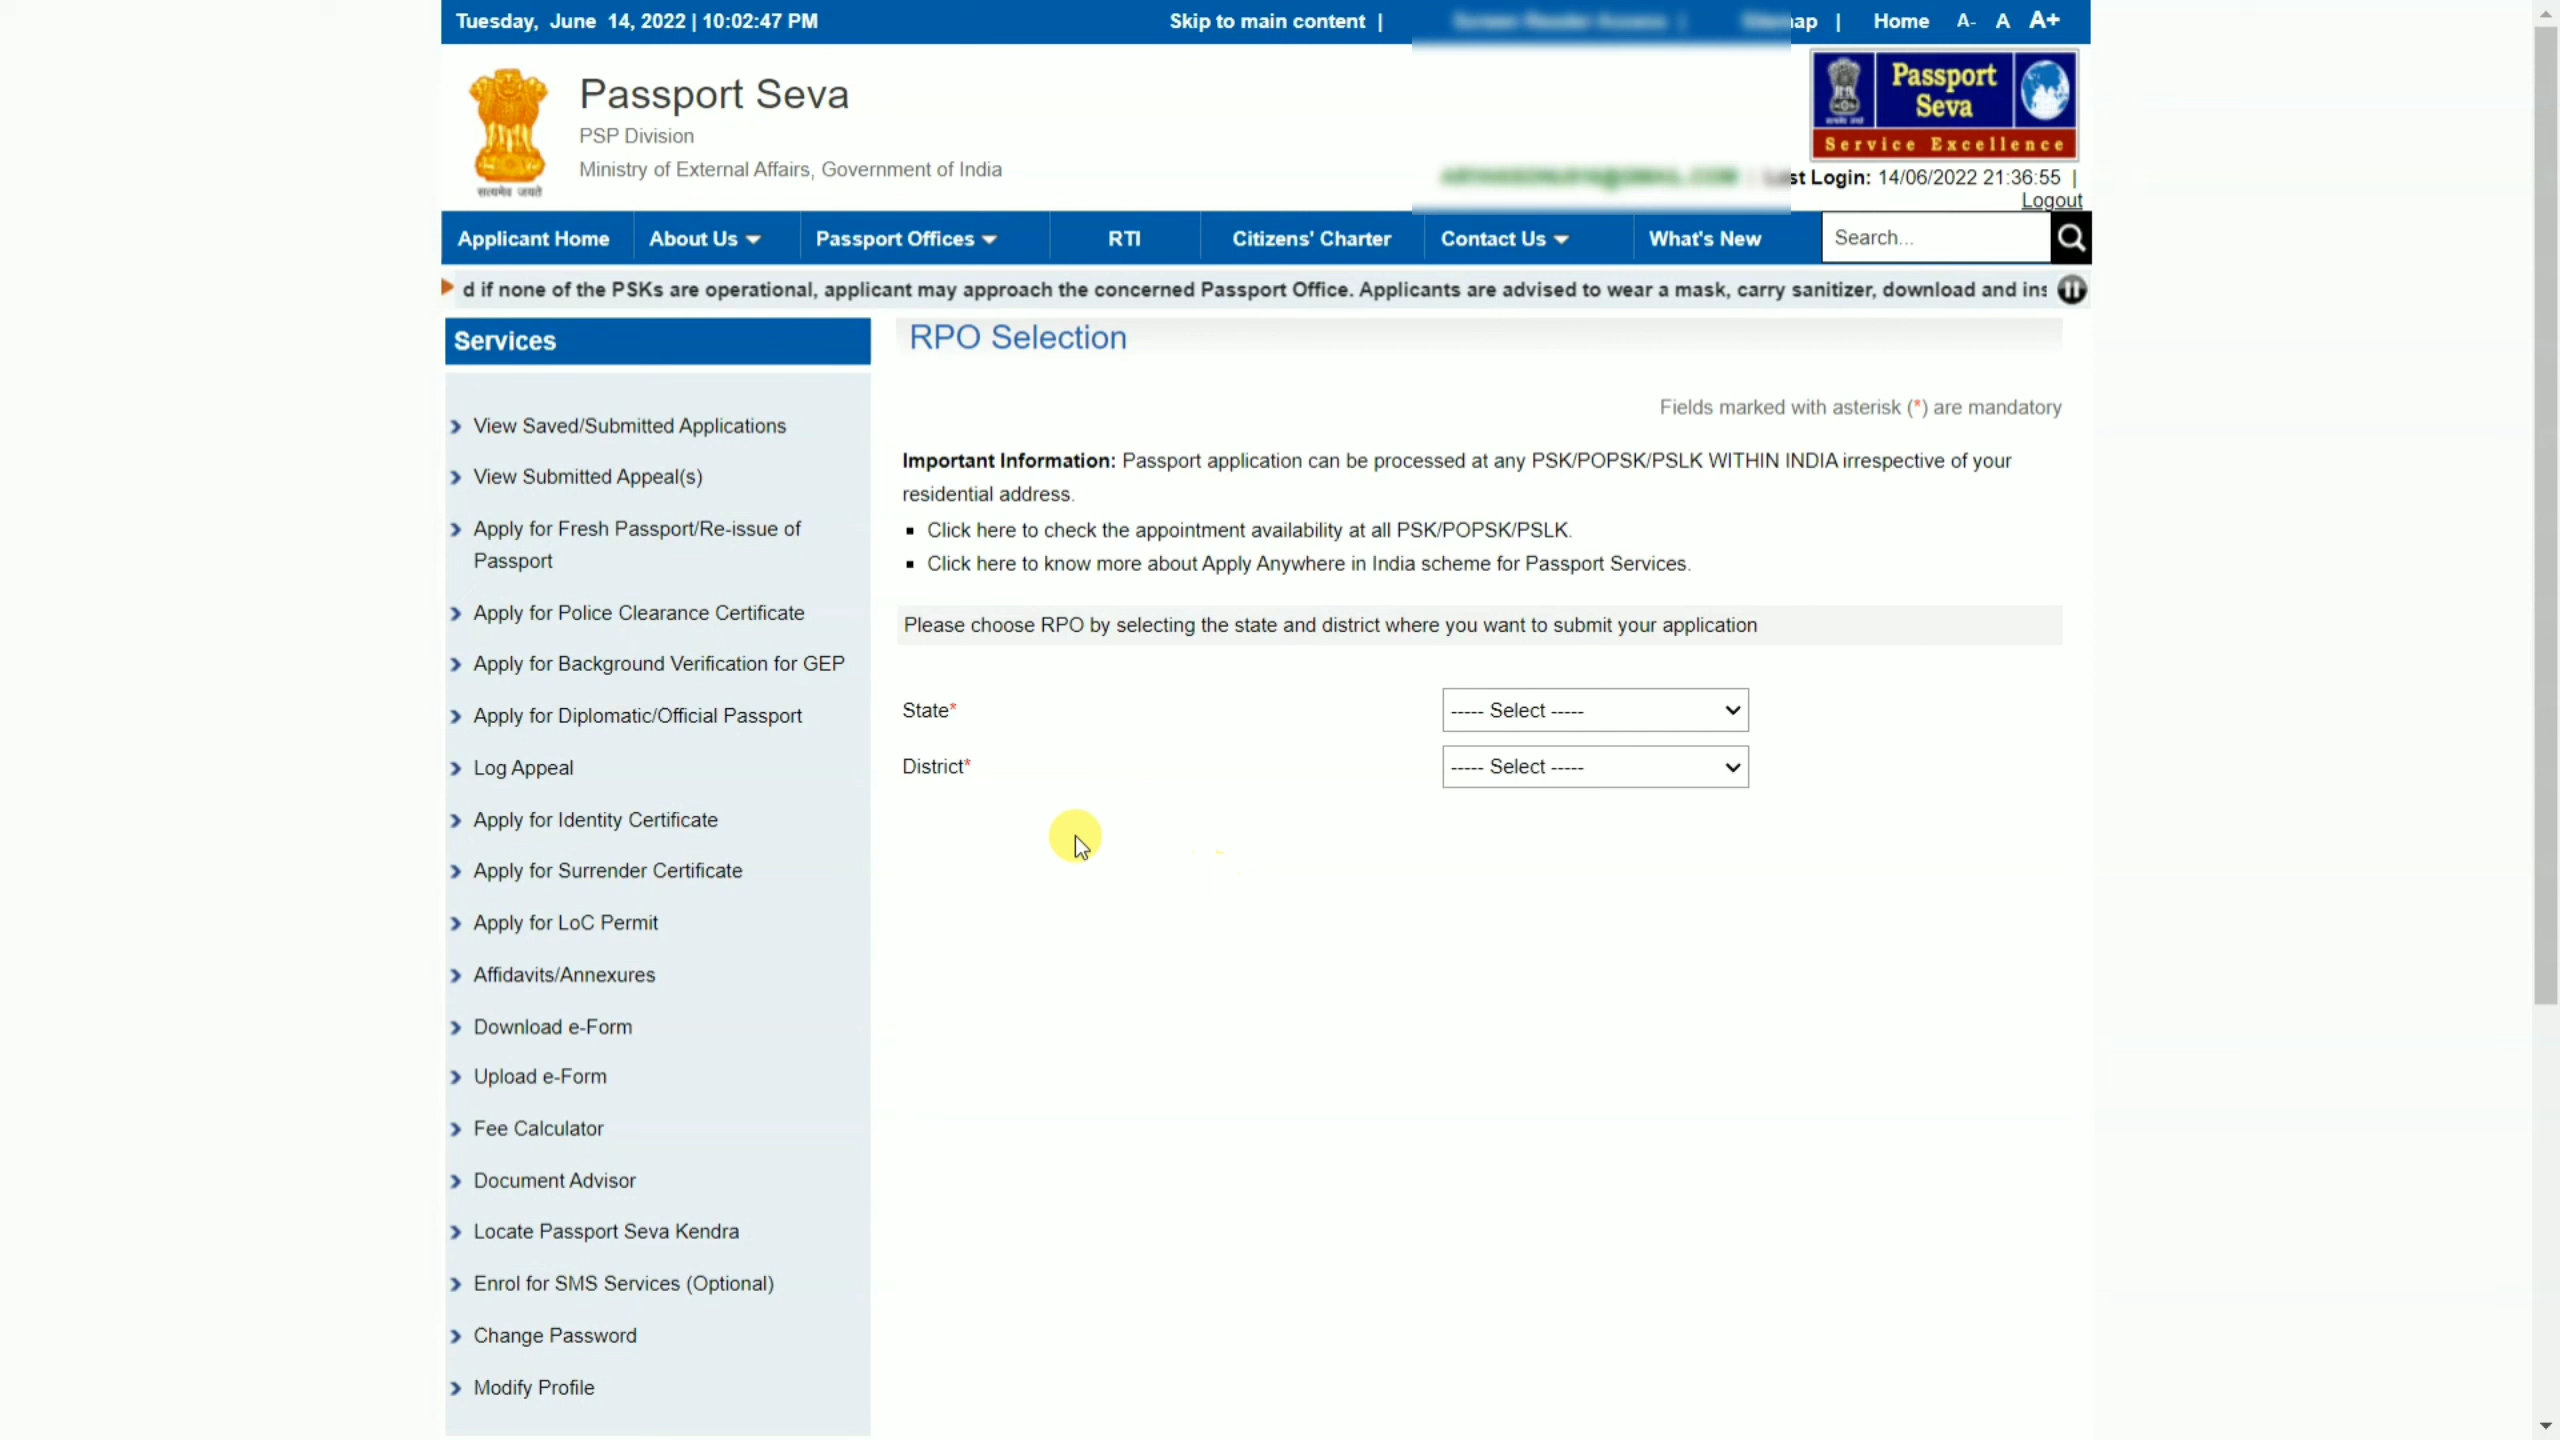 Tuesday, June 14, 2022 | 10:02:47 PM
Skip to main content | ap | Home A- A A+
Passport Seva
PSP Division
Ministry of External Affairs, Government of India
सत्यमेव जयते
Passport
Seva
Service Excellence
st Login: 14/06/2022 21:36:55 |
Logout
Applicant Home About Us Passport Offices RTI Citizens' Charter Contact Us What's New Search...
d if none of the PSKs are operational, applicant may approach the concerned Passport Office. Applicants are advised to wear a mask, carry sanitizer, download and ins
Services
View Saved/Submitted Applications
View Submitted Appeal(s)
Apply for Fresh Passport/Re-issue of
Passport
Apply for Police Clearance Certificate
Apply for Background Verification for GEP
Apply for Diplomatic/Official Passport
Log Appeal
Apply for Identity Certificate
Apply for Surrender Certificate
Apply for LoC Permit
Affidavits/Annexures
Download e-Form
Upload e-Form
Fee Calculator
Document Advisor
Locate Passport Seva Kendra
Enrol for SMS Services (Optional)
Change Password
Modify Profile
RPO Selection
Fields marked with asterisk (*) are mandatory
Important Information: Passport application can be processed at any PSK/POPSK/PSLK WITHIN INDIA irrespective of your
residential address.
Click here to check the appointment availability at all PSK/POPSK/PSLK.
Click here to know more about Apply Anywhere in India scheme for Passport Services.
Please choose RPO by selecting the state and district where you want to submit your application
State* ----- Select -----
District* ----- Select -----